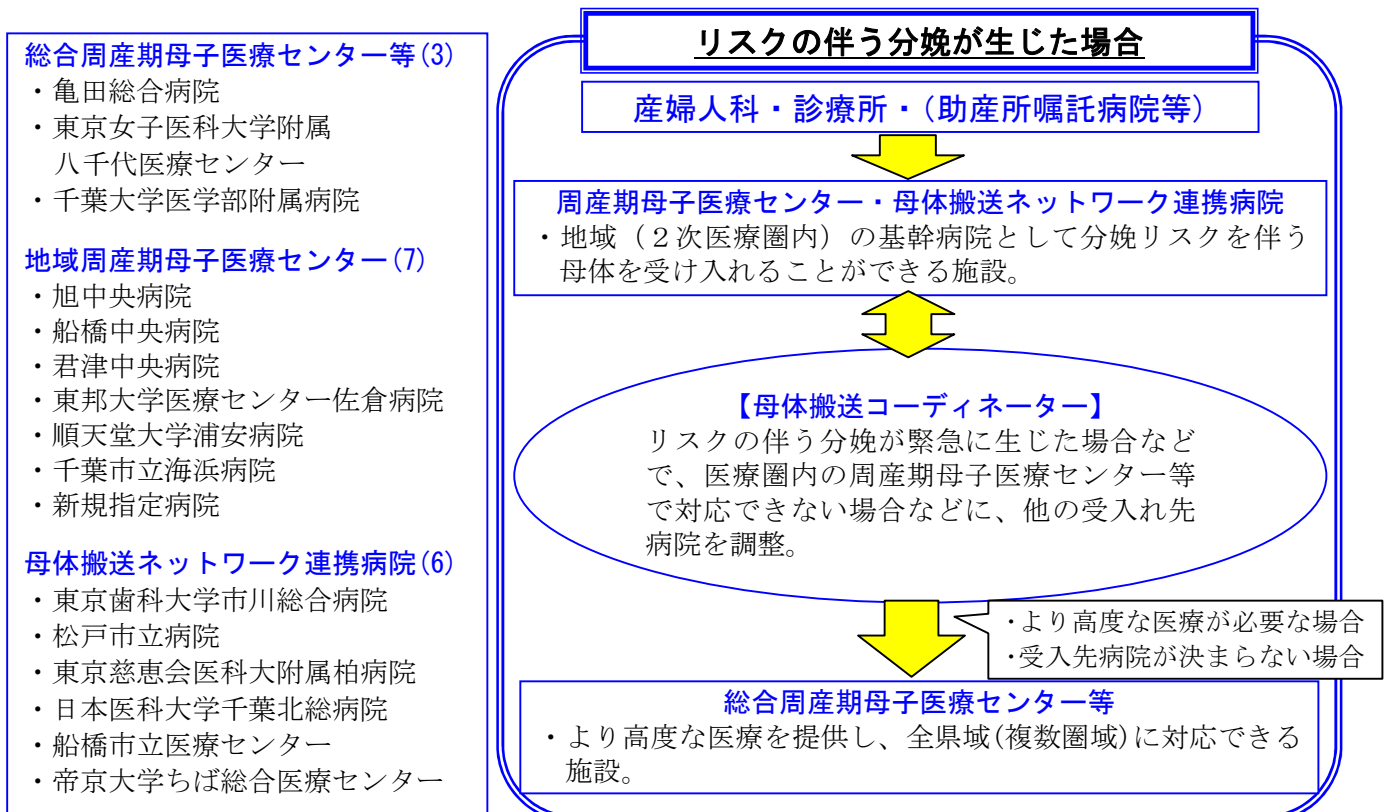 総合周産期母子医療センター等(3)
・亀田総合病院
・東京女子医科大学附属
八千代医療センター
・千葉大学医学部附属病院
地域周産期母子医療センター(7)
・旭中央病院
・船橋中央病院
・君津中央病院
・東邦大学医療センター佐倉病院
・順天堂大学浦安病院
・千葉市立海浜病院
・新規指定病院
母体搬送ネットワーク連携病院(6)
・東京歯科大学市川総合病院
・松戸市立病院
・東京慈恵会医科大附属柏病院
・日本医科大学千葉北総病院
・船橋市立医療センター
・帝京大学ちば総合医療センター
リスクの伴う分娩が生じた場合
産婦人科・診療所・(助産所嘱託病院等)
周産期母子医療センター・母体搬送ネットワーク連携病院
・地域（２次医療圏内）の基幹病院として分娩リスクを伴う
母体を受け入れることができる施設。
【母体搬送コーディネーター】
リスクの伴う分娩が緊急に生じた場合など
で、医療圏内の周産期母子医療センター等
で対応できない場合などに、他の受入れ先
病院を調整。
・より高度な医療が必要な場合
・受入先病院が決まらない場合
総合周産期母子医療センター等
・より高度な医療を提供し、全県域(複数圏域)に対応できる
施設。